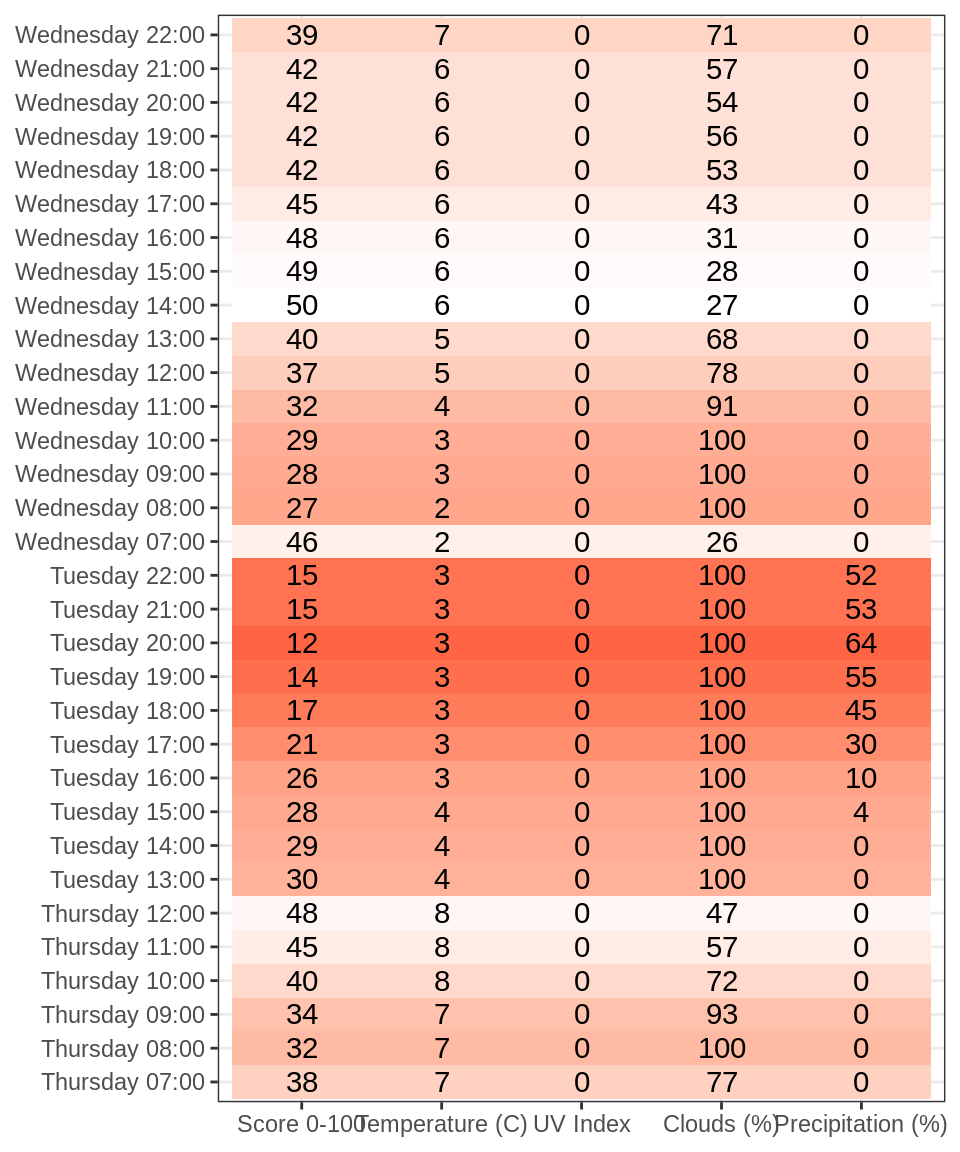 Wednesday 22:00 39 7 0 71 0
Wednesday 21:00 42 6 0 57 0
Wednesday 20:00 42 6 0 54 0
Wednesday 19:00 42 6 0 56 0
Wednesday 18:00 42 6 0 53 0
Wednesday 17:00 45 6 0 43 0
Wednesday 16:00 48 6 0 31 0
Wednesday 15:00 49 6 0 28 0
Wednesday 14:00 50 6 0 27 0
Wednesday 13:00 40 5 0 68 0
Wednesday 12:00 37 5 0 78 0
Wednesday 11:00 32 4 0 91 0
Wednesday 10:00 29 3 0 100 0
Wednesday 09:00 28 3 0 100 0
Wednesday 08:00 27 2 0 100 0
Wednesday 07:00 46 2 0 26 0
Tuesday 22:00 15 3 0 100 52
Tuesday 21:00 15 3 0 100 53
Tuesday 20:00 12 3 0 100 64
Tuesday 19:00 14 3 0 100 55
Tuesday 18:00 17 3 0 100 45
Tuesday 17:00 21 3 0 100 30
Tuesday 16:00 26 3 0 100 10
Tuesday 15:00 28 4 0 100 4
Tuesday 14:00 29 4 0 100 0
Tuesday 13:00 30 4 0 100 0
Thursday 12:00 48 8 0 47 0
Thursday 11:00 45 8 0 57 0
Thursday 10:00 40 8 0 72 0
Thursday 09:00 34 7 0 93 0
Thursday 08:00 32 7 0 100 0
Thursday 07:00 38 7 0 77 0
Score 0-100 Temperature (C) UV Index Clouds (%) Precipitation (%)